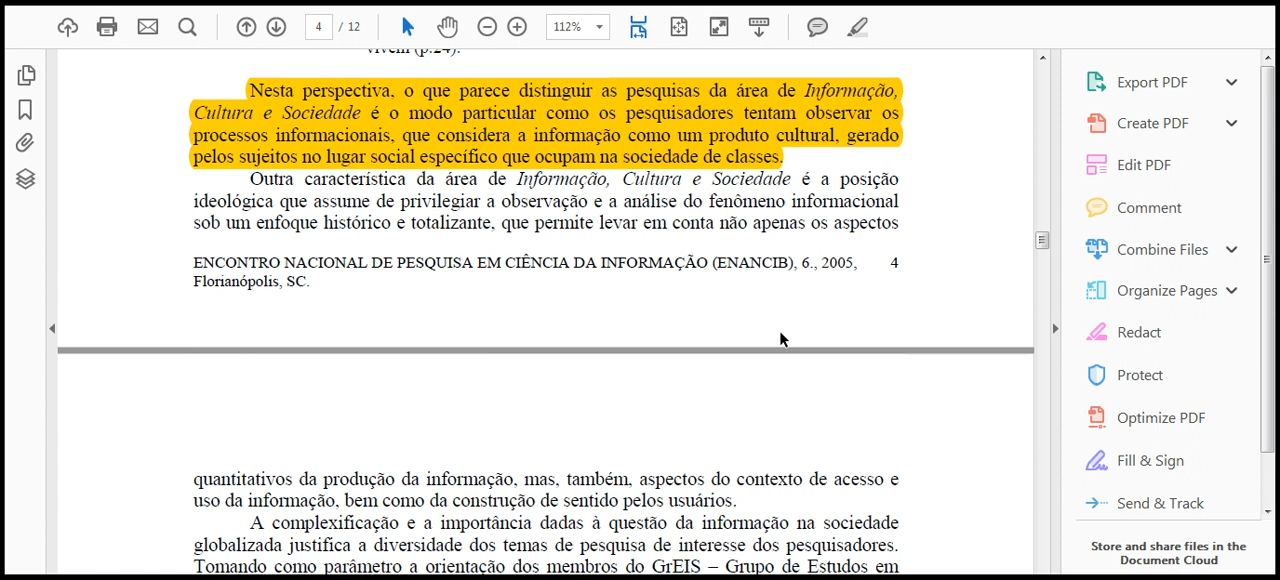 4 / 12
112%
vivem (p.24).
Nesta perspectiva, o que parece distinguir as pesquisas da área de Informação,
Cultura e Sociedade é o modo particular como os pesquisadores tentam observar os
processos informacionais, que considera a informação como um produto cultural, gerado
pelos sujeitos no lugar social específico que ocupam na sociedade de classes.
Outra característica da área de Informação, Cultura e Sociedade é a posição
ideológica que assume de privilegiar a observação e a análise do fenômeno informacional
sob um enfoque histórico e totalizante, que permite levar em conta não apenas os aspectos
ENCONTRO NACIONAL DE PESQUISA EM CIÊNCIA DA INFORMAÇÃO (ENANCIB), 6., 2005, 4
Florianópolis, SC.
quantitativos da produção da informação, mas, também, aspectos do contexto de acesso e
uso da informação, bem como da construção de sentido pelos usuários.
A complexificação e a importância dadas à questão da informação na sociedade
globalizada justifica a diversidade dos temas de pesquisa de interesse dos pesquisadores.
Tomando como parâmetro a orientação dos membros do GrEIS – Grupo de Estudos em
Export PDF
Create PDF
Edit PDF
Comment
Combine Files
Organize Pages
Redact
Protect
Optimize PDF
Fill & Sign
Send & Track
Store and share files in the
Document Cloud